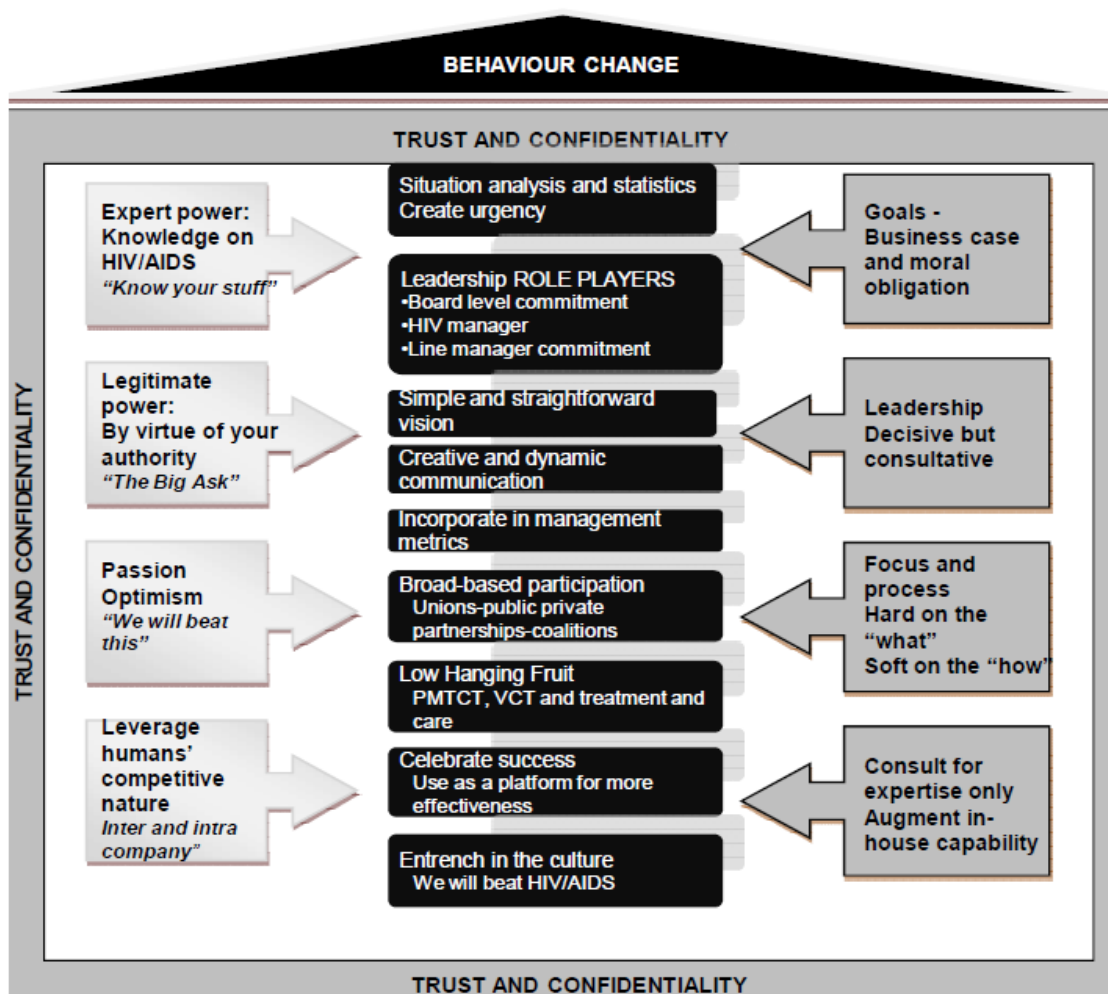 BEHAVIOUR CHANGE
TRUST AND CONFIDENTIALITY
TRUST AND CONFIDENTIALITY
Expert power:
Knowledge on
HIV/AIDS
“Know your stuff”
Legitimate
power:
By virtue of your
authority
“The Big Ask”
Passion
Optimism
“We will beat
this”
Leverage
humans’
competitive
nature
Inter and intra
company”
Situation analysis and statistics
Create urgency
Leadership ROLE PLAYERS
•Board level commitment
•HIV manager
•Line manager commitment
Simple and straightforward
vision
Creative and dynamic
communication
Incorporate in management
metrics
Broad-based participation
Unions-public private
partnerships-coalitions
Low Hanging Fruit
PMTCT, VCT and treatment and
care
Celebrate success
Use as a platform for more
effectiveness
Entrench in the culture
We will beat HIV/AIDS
Goals -
Business case
and moral
obligation
Leadership
Decisive but
consultative
Focus and
process
Hard on the
“what”
Soft on the “how”
Consult for
expertise only
Augment in-
house capability
TRUST AND CONFIDENTIALITY
TRUST AND CONFIDENTIALITY